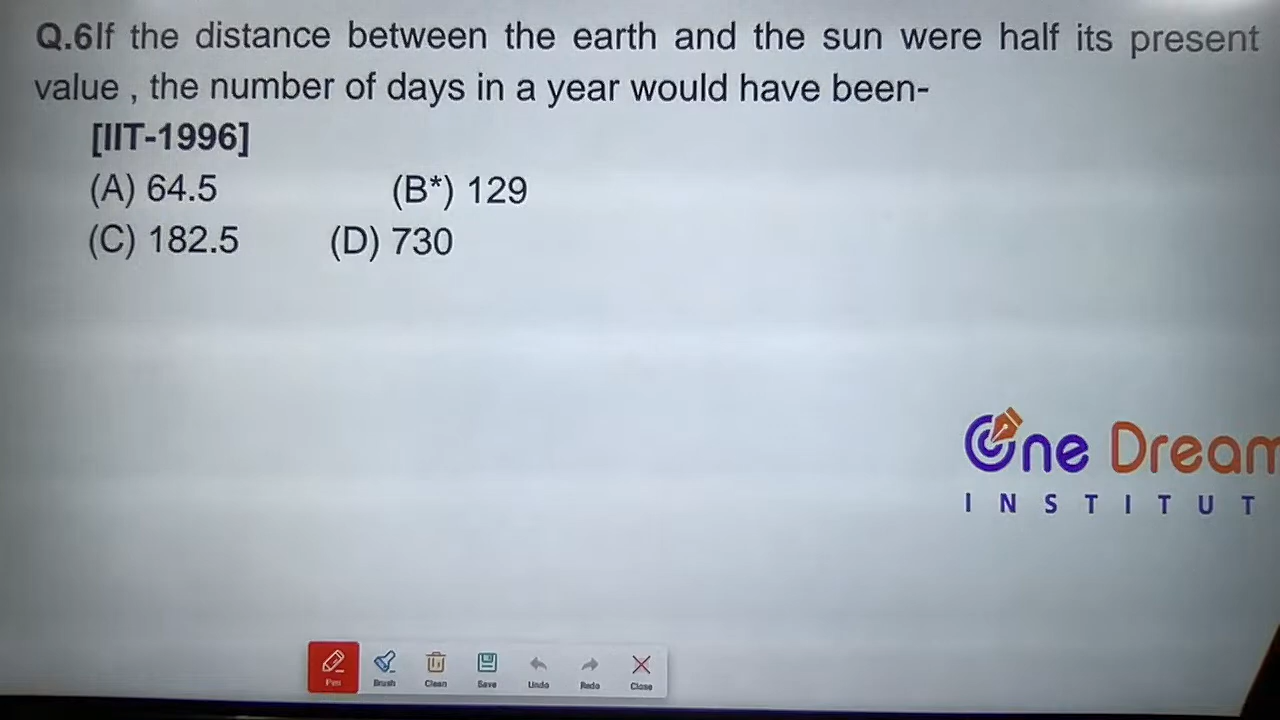 Q.6If the distance between the earth and the sun were half its present
value , the number of days in a year would have been-
[IIT-1996]
(A) 64.5 (B*) 129
(C) 182.5 (D) 730
One Dream
INSTITUT
Pen Brush Clean Save Undo Redo Close